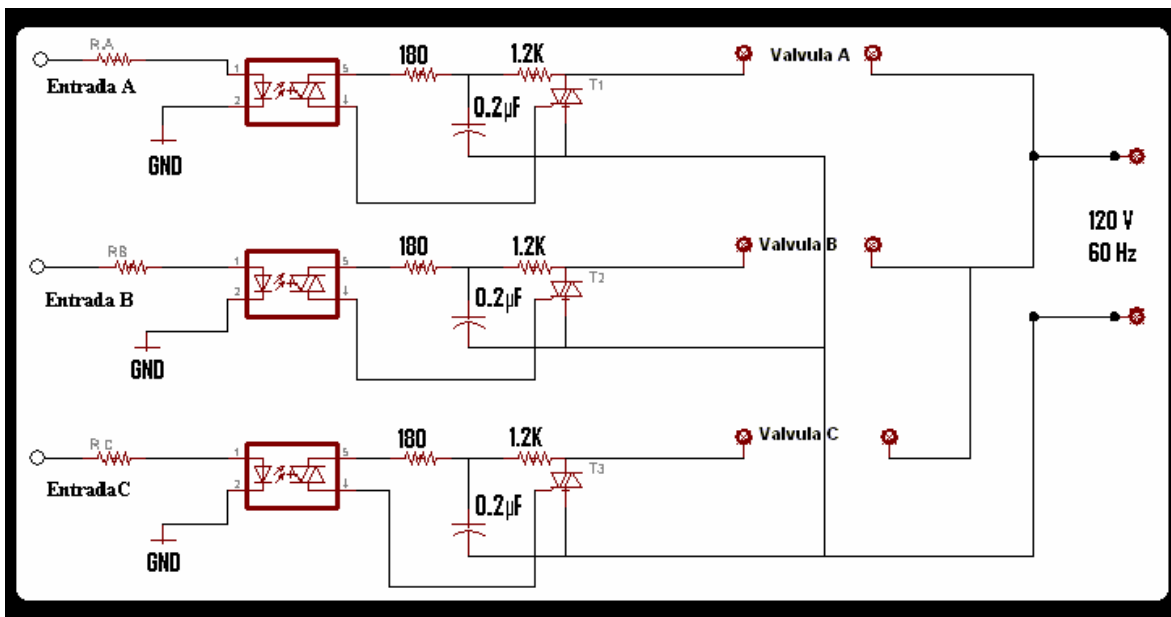 R.A
Entrada A
GND
1
2
5
4
180
1.2K
0.2µF
T1
Valvula A
RB
Entrada B
GND
1
2
5
4
180
1.2K
0.2µF
T2
Valvula B
120 V
60 Hz
R.C
EntradaC
GND
1
2
5
4
180
1.2K
0.2µF
T3
Valvula C